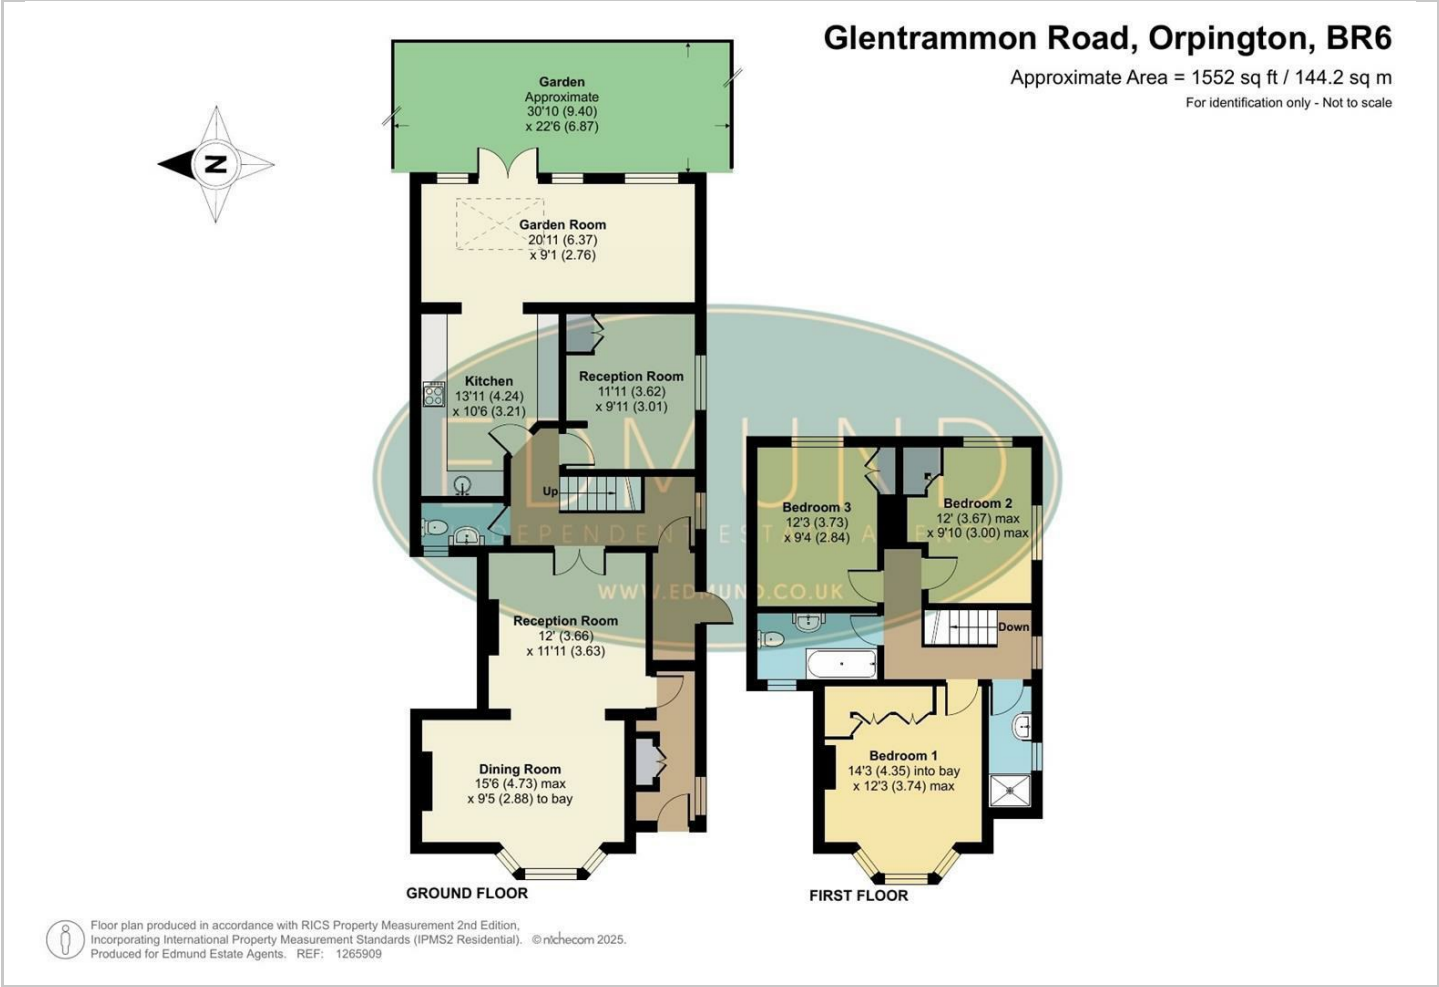 Glentrammon Road, Orpington, BR6
Approximate Area = 1552 sq ft / 144.2 sq m
For identification only - Not to scale
N
Garden
Approximate
30'10 (9.40)
x 22'6 (6.87)
Garden Room
20'11 (6.37)
x 9'1 (2.76)
Kitchen
13'11 (4.24)
x 10'6 (3.21)
Reception Room
11'11 (3.62)
x 9'11 (3.01)
Up
Reception Room
12' (3.66)
x 11'11 (3.63)
Dining Room
15'6 (4.73) max
x 9'5 (2.88) to bay
GROUND FLOOR
Bedroom 3
12'3 (3.73)
x 9'4 (2.84)
Bedroom 2
12' (3.67) max
x 9'10 (3.00) max
Down
Bedroom 1
14'3 (4.35) into bay
x 12'3 (3.74) max
FIRST FLOOR
EDMUND
INDEPENDENT ESTATE AGENTS
WWW.EDMUND.CO.UK
Floor plan produced in accordance with RICS Property Measurement 2nd Edition,
Incorporating International Property Measurement Standards (IPMS2 Residential). © nichecom 2025.
Produced for Edmund Estate Agents. REF: 1265909